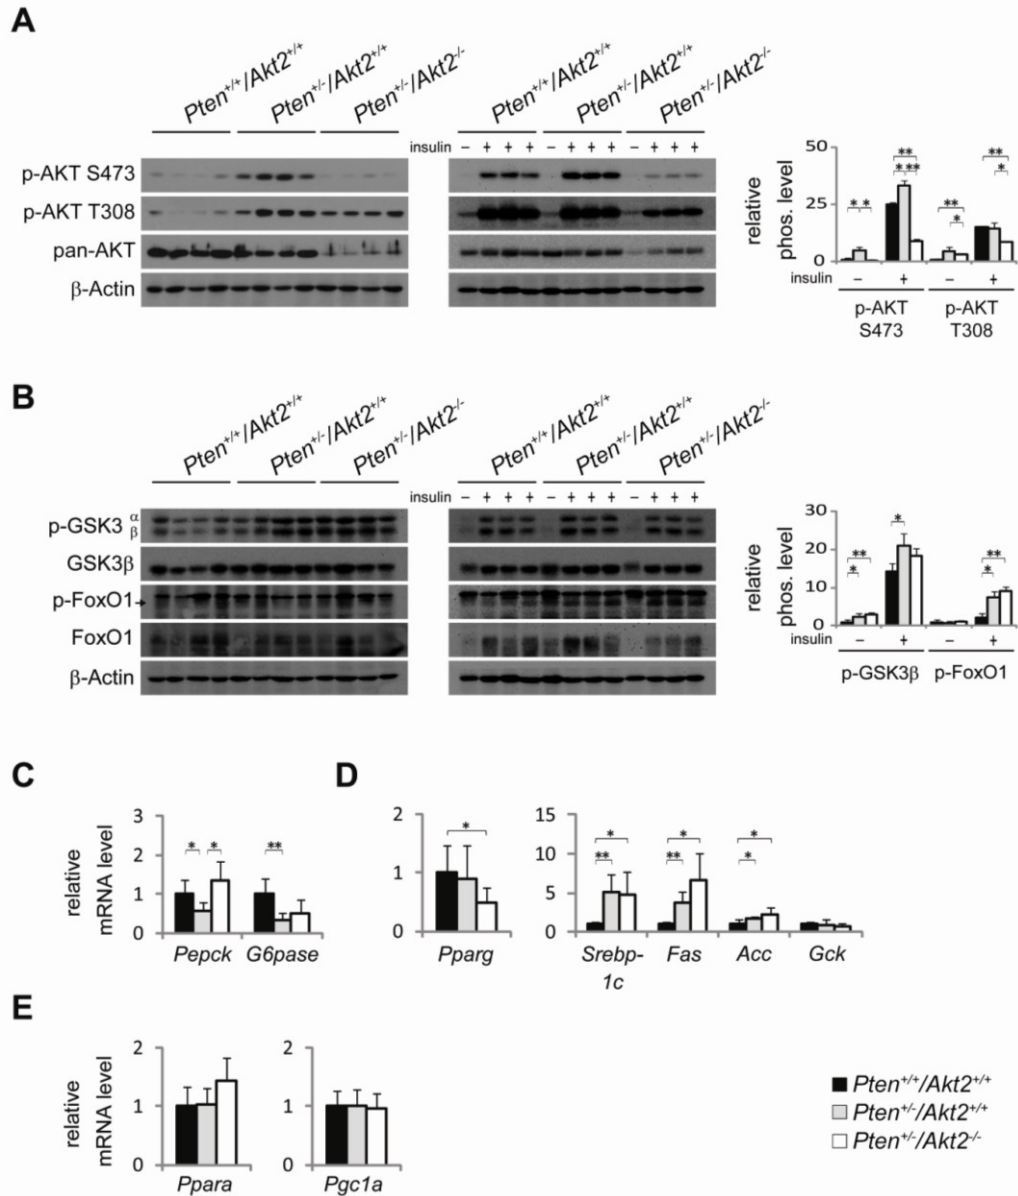 A
Pten+/+/Akt2+/+
Pten+/-/Akt2+/+
Pten+/-/Akt2-/-
Pten+/+/Akt2+/+
Pten+/-/Akt2+/+
Pten+/-/Akt2-/-
insulin – + + + – + + + – + + +
p-AKT S473
p-AKT T308
pan-AKT
β-Actin
relative
phos. level
50
25
0
** * ** * *** ** * ** *
insulin – + – +
p-AKT
S473
p-AKT
T308
B
Pten+/+/Akt2+/+
Pten+/-/Akt2+/+
Pten+/-/Akt2-/-
Pten+/+/Akt2+/+
Pten+/-/Akt2+/+
Pten+/-/Akt2-/-
insulin – + + + – + + + – + + +
p-GSK3 α
β
GSK3β
p-FoxO1
FoxO1
β-Actin
relative
phos. level
30
20
10
0
** * * ** *
insulin – +  – +
p-GSK3β p-FoxO1
C
relative
mRNA level
3
2
1
0
* * **
Pepck G6pase
D
2
1
0
*
Pparg
15
10
5
0
* ** * ** * *
Srebp-
1c
Fas Acc Gck
E
relative
mRNA level
2
1
0
Ppara
2
1
0
Pgc1a
Pten+/+/Akt2+/+
Pten+/-/Akt2+/+
Pten+/-/Akt2-/-